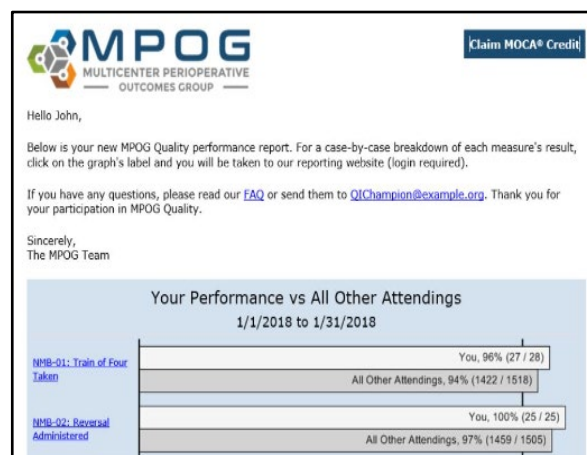 MPOG
MULTICENTER PERIOPERATIVE
OUTCOMES GROUP
Claim MOCA® Credit
Hello John,
Below is your new MPOG Quality performance report. For a case-by-case breakdown of each measure's result,
click on the graph's label and you will be taken to our reporting website (login required).
If you have any questions, please read our FAQ or send them to QIChampion@example.org. Thank you for
your participation in MPOG Quality.
Sincerely,
The MPOG Team
Your Performance vs All Other Attendings
1/1/2018 to 1/31/2018
NMB-01: Train of Four
Taken
You, 96% (27 / 28)
All Other Attendings, 94% (1422 / 1518)
NMB-02: Reversal
Administered
You, 100% (25 / 25)
All Other Attendings, 97% (1459 / 1505)